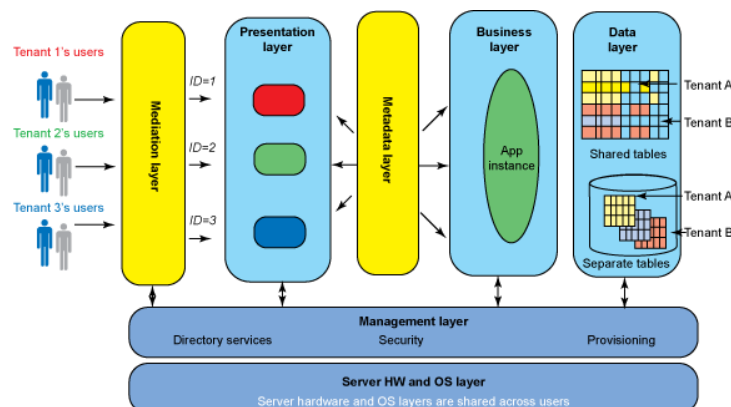 Tenant 1's users
Tenant 2's users
Tenant 3's users
Mediation layer
ID=1
ID=2
ID=3
Presentation
layer
Metadata layer
Business
layer
App
instance
Data
layer
Tenant A
Tenant B
Shared tables
Tenant A
Tenant B
Separate tables
Management layer
Directory services
Security
Provisioning
Server HW and OS layer
Server hardware and OS layers are shared across users